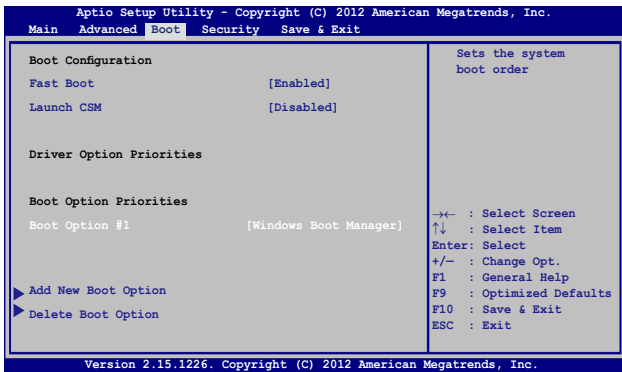 Aptio Setup Utility - Copyright (C) 2012 American Megatrends, Inc.
Main Advanced Boot Security Save & Exit
Boot Configuration
Fast Boot [Enabled]
Launch CSM [Disabled]
Driver Option Priorities
Boot Option Priorities
Boot Option #1 [Windows Boot Manager]
Add New Boot Option
Delete Boot Option
Sets the system
boot order
→← : Select Screen
↑↓ : Select Item
Enter: Select
+/— : Change Opt.
F1 : General Help
F9 : Optimized Defaults
F10 : Save & Exit
ESC : Exit
Version 2.15.1226. Copyright (C) 2012 American Megatrends, Inc.